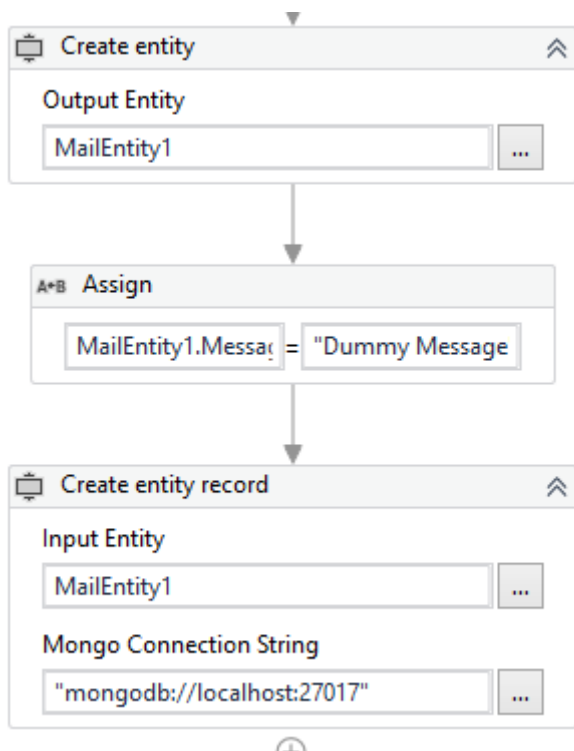 Create entity
Output Entity
MailEntity1
...
A+B Assign
MailEntity1.Messa = "Dummy Message
Create entity record
Input Entity
MailEntity1
...
Mongo Connection String
"mongodb://localhost:27017"
...